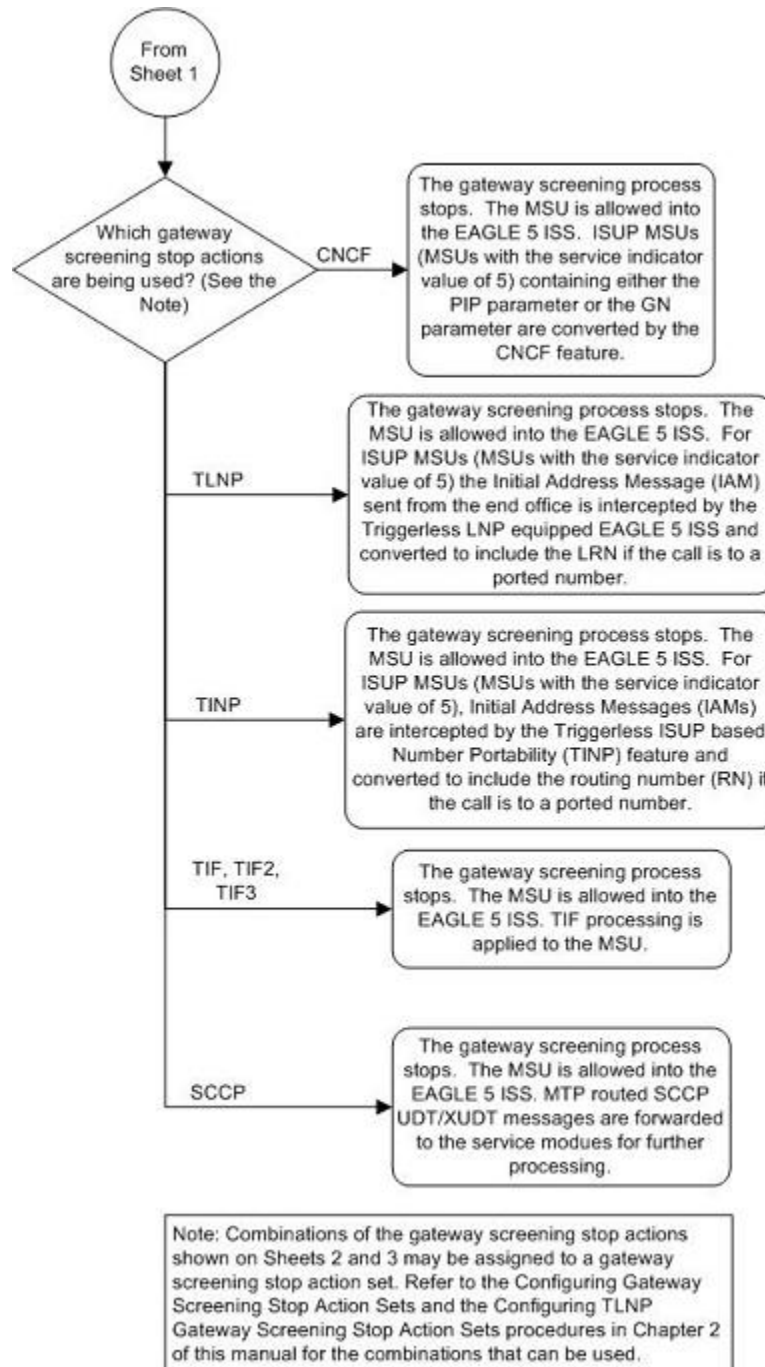 From
Sheet 1
Which gateway
screening stop actions
are being used? (See the
Note)
CNCF
The gateway screening process
stops. The MSU is allowed into
the EAGLE 5 ISS. ISUP MSUs
(MSUs with the service indicator
value of 5) containing either the
PIP parameter or the GN
parameter are converted by the
CNCF feature.
TLNP
The gateway screening process stops. The
MSU is allowed into the EAGLE 5 ISS. For
ISUP MSUs (MSUs with the service indicator
value of 5) the Initial Address Message (IAM)
sent from the end office is intercepted by the
Triggerless LNP equipped EAGLE 5 ISS and
converted to include the LRN if the call is to a
ported number.
TINP
The gateway screening process stops. The
MSU is allowed into the EAGLE 5 ISS. For
ISUP MSUs (MSUs with the service indicator
value of 5), Initial Address Messages (IAMs)
are intercepted by the Triggerless ISUP based
Number Portability (TINP) feature and
converted to include the routing number (RN) if
the call is to a ported number.
TIF, TIF2,
TIF3
The gateway screening process
stops. The MSU is allowed into the
EAGLE 5 ISS. TIF processing is
applied to the MSU.
SCCP
The gateway screening process
stops. The MSU is allowed into the
EAGLE 5 ISS. MTP routed SCCP
UDT/XUDT messages are forwarded
to the service modues for further
processing.
Note: Combinations of the gateway screening stop actions
shown on Sheets 2 and 3 may be assigned to a gateway
screening stop action set. Refer to the Configuring Gateway
Screening Stop Action Sets and the Configuring TLNP
Gateway Screening Stop Action Sets procedures in Chapter 2
of this manual for the combinations that can be used.